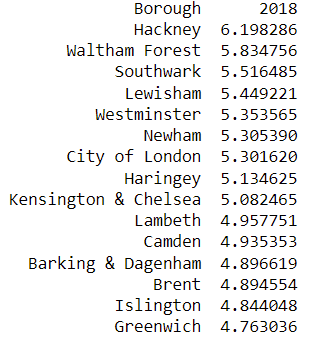 Borough 2018
Hackney 6.198286
Waltham Forest 5.834756
Southwark 5.516485
Lewisham 5.449221
Westminster 5.353565
Newham 5.305390
City of London 5.301620
Haringey 5.134625
Kensington & Chelsea 5.082465
Lambeth 4.957751
Camden 4.935353
Barking & Dagenham 4.896619
Brent 4.894554
Islington 4.844048
Greenwich 4.763036